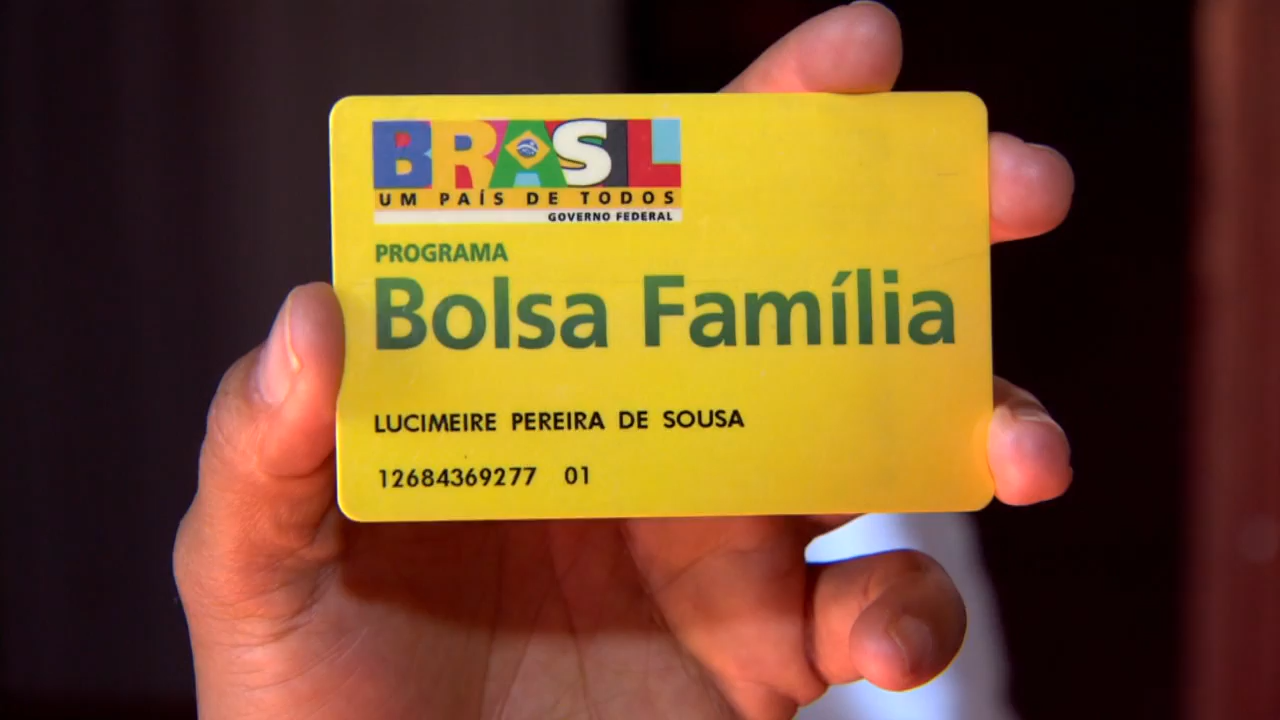 BRASIL
UM PAÍS DE TODOS
GOVERNO FEDERAL
PROGRAMA
Bolsa Família
LUCIMEIRE PEREIRA DE SOUSA
12684369277 01